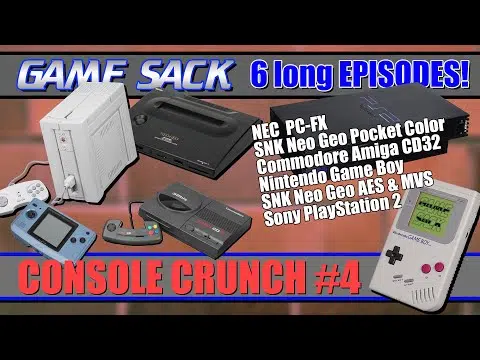 GAME SACK
6 long EPISODES!
NEC PC-FX
SNK Neo Geo Pocket Color
Commodore Amiga CD32
Nintendo Game Boy
SNK Neo Geo AES & MVS
Sony PlayStation 2
CONSOLE CRUNCH #4